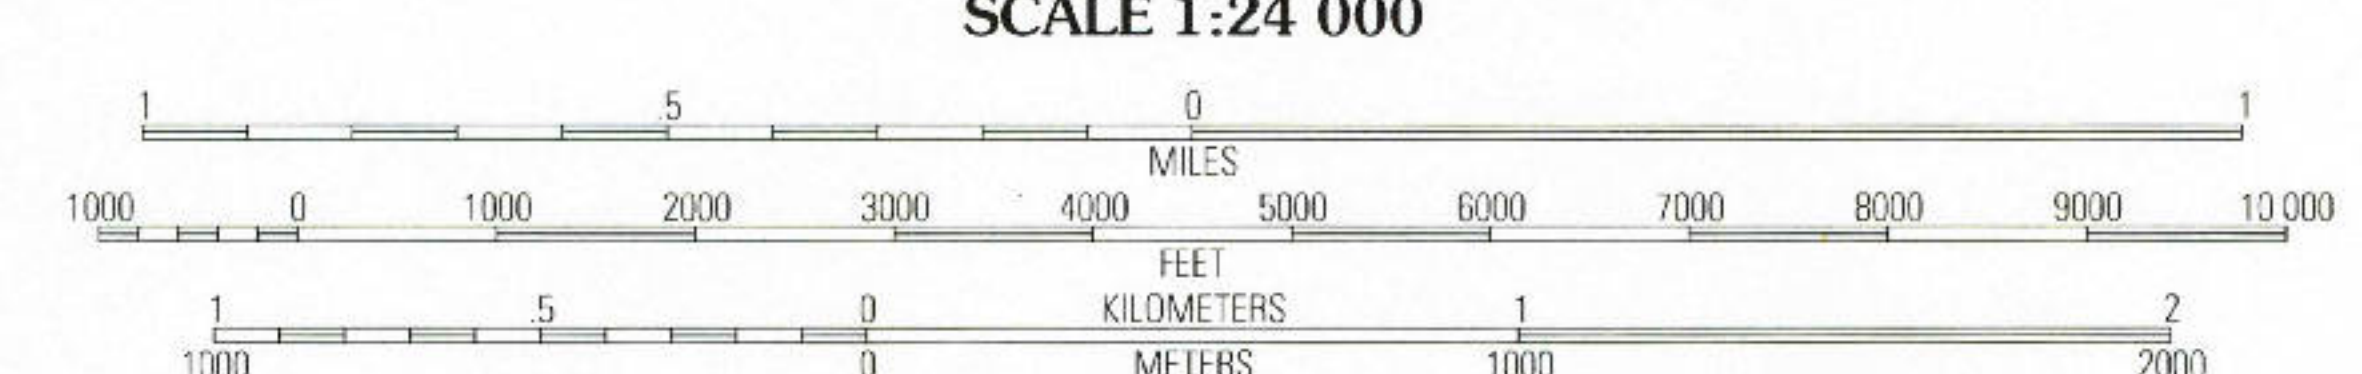 SCALE 1:24 000
1 .5 0 1
MILES
1000 0 1000 2000 3000 4000 5000 6000 7000 8000 9000 10 000
FEET
1 .5 0 KILOMETERS 1 2
1000 0 METERS 1000 2000